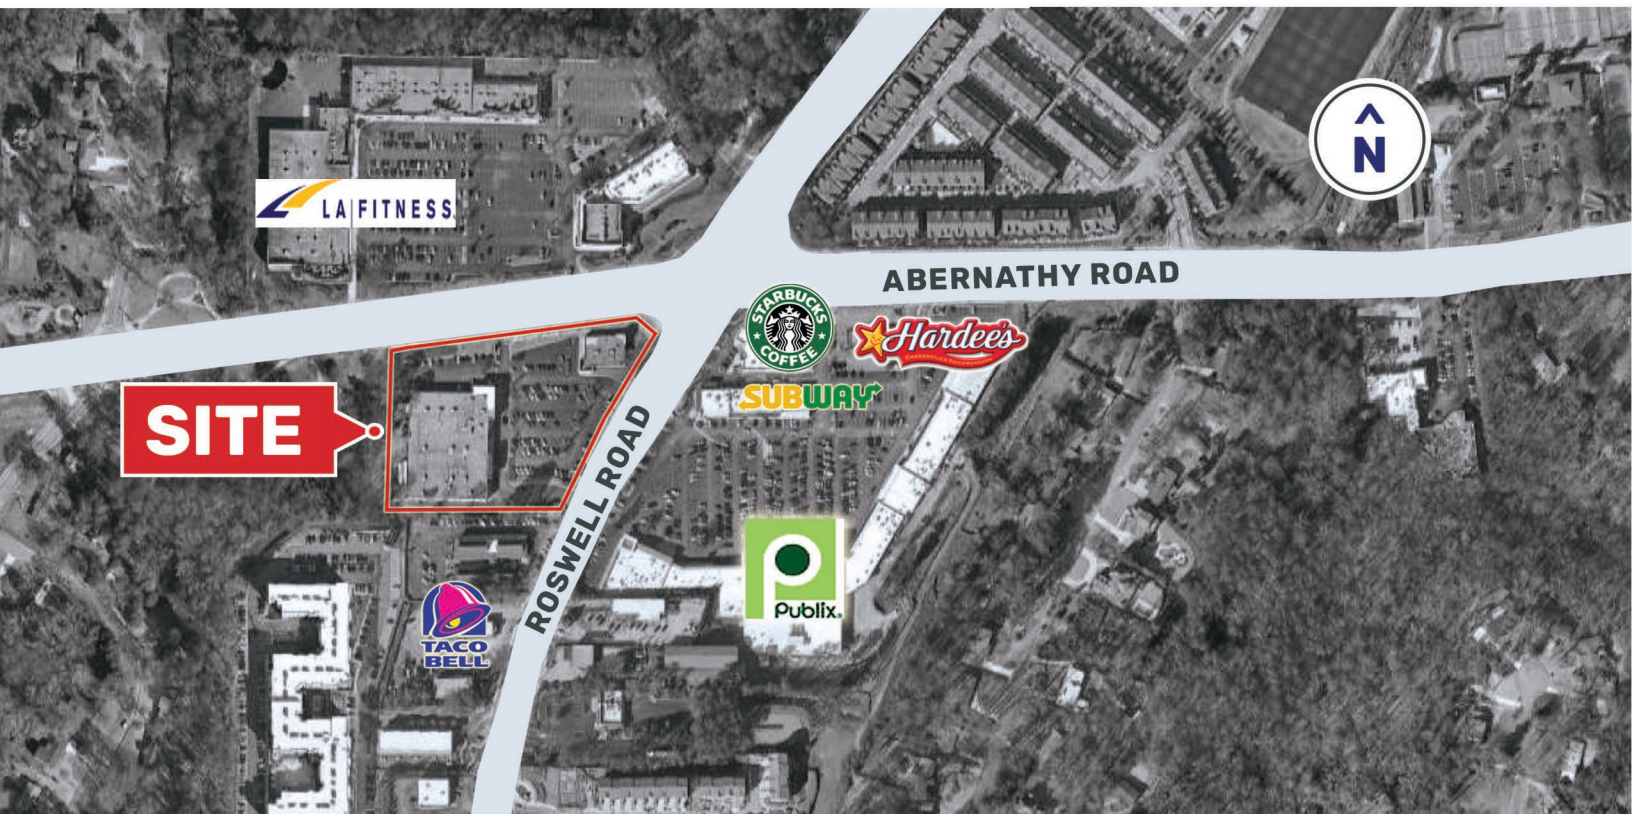 N
LA FITNESS
ABERNATHY ROAD
STARBUCKS
COFFEE
Hardee's
SUBWAY
SITE
ROSWELL ROAD
Publix
TACO
BELL